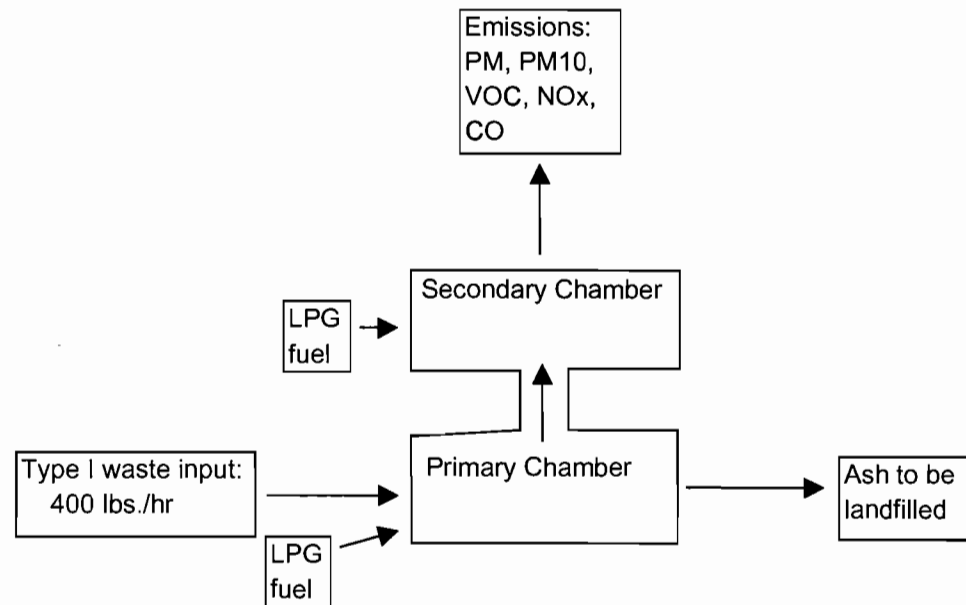 Emissions:
PM, PM10,
VOC, NOx,
CO
Secondary Chamber
LPG
fuel
Type I waste input:
400 lbs./hr
Primary Chamber
Ash to be
landfilled
LPG
fuel